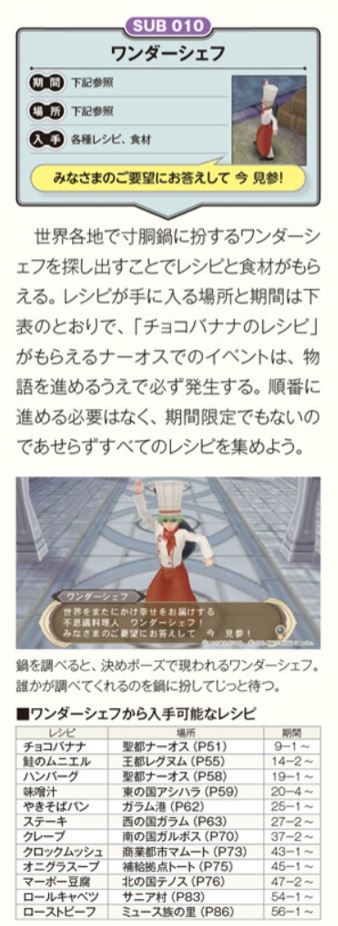 SUB 010
ワンダーシェフ
期間 下記参照
場所 下記参照
入手 各種レシピ、食材
みなさまのご要望にお答えして 今 見参!
世界各地で寸胴鍋に扮するワンダーシ
ェフを探し出すことでレシピと食材がもら
える。レシピが手に入る場所と期間は下
表のとおりで、「チョコバナナのレシピ」
がもらえるナーオスでのイベントは、物
語を進めるうえで必ず発生する。順番に
進める必要はなく、期間限定でもないの
であせらずすべてのレシピを集めよう。
ワンダーシェフ
世界をまたにかけ幸せをお届けする
不思議料理人 ワンダーシェフ!
みなさまのご要望にお答えして 今 見参!
鍋を調べると、決めポーズで現われるワンダーシェフ。
誰かが調べてくれるのを鍋に扮してじっと待つ。
■ワンダーシェフから入手可能なレシピ
レシピ 場所 期間
チョコバナナ 聖都ナーオス(P51) 9-1~
鮭のムニエル 王都レグヌム(P55) 14-2~
ハンバーグ 聖都ナーオス(P58) 19-1~
味噌汁 東の国アシハラ(P59) 20-4~
やきそばパン ガラム港(P62) 25-1~
ステーキ 西の国ガラム(P63) 27-2~
クレープ 南の国ガルポス(P70) 37-2~
クロックムッシュ 商業都市マムート(P73) 43-1~
オニグラスープ 補給拠点トート(P75) 45-1~
マーボー豆腐 北の国テノス(P76) 47-2~
ロールキャベツ サニア村(P83) 54-1~
ローストビーフ ミュース族の里(P86) 56-1~